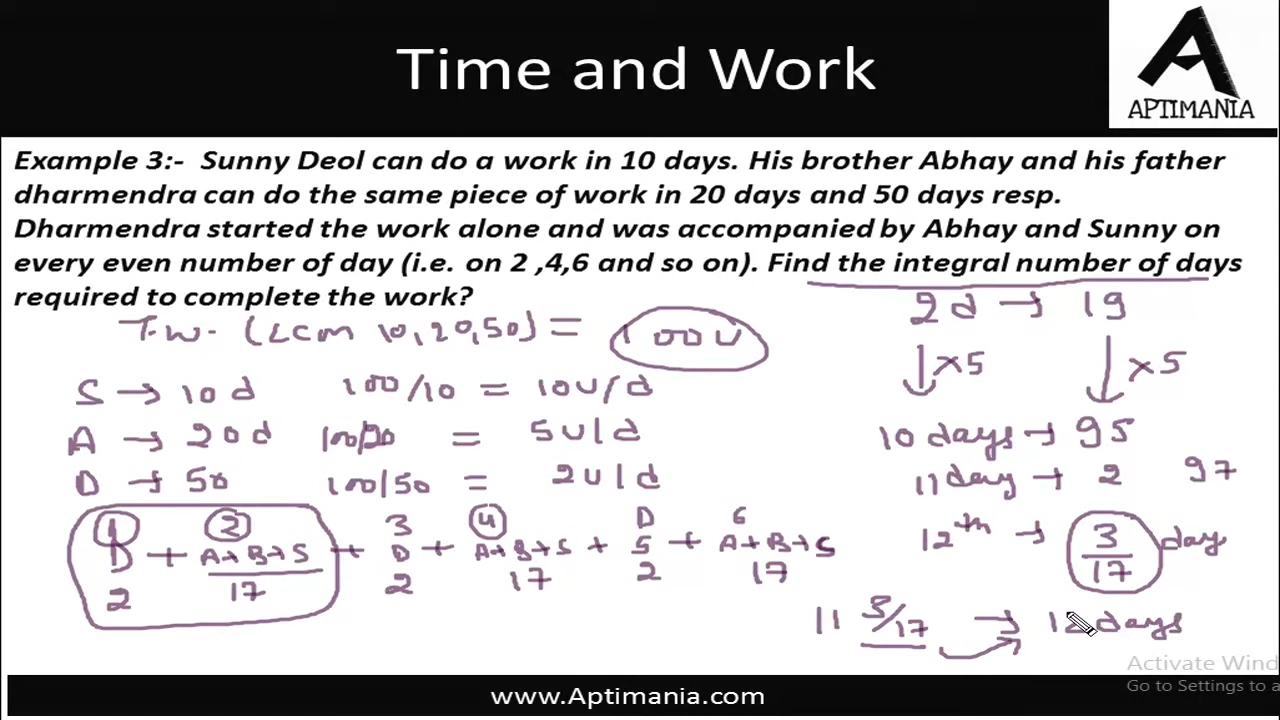 Time and Work
APTIMANIA
Example 3:- Sunny Deol can do a work in 10 days. His brother Abhay and his father
dharmendra can do the same piece of work in 20 days and 50 days resp.
Dharmendra started the work alone and was accompanied by Abhay and Sunny on
every even number of day (i.e. on 2 ,4,6 and so on). Find the integral number of days
required to complete the work?
T.W. (LCM 10,20,50) = 100U
S → 10d 100/10 = 10U/d
A → 20d 100/20 = 5U/d
D → 50 100/50 = 2U/d
1 2 3 4 5 6
D + A+B+S + D + A+B+S + D + A+B+S
2 17 2 17 2 17
2d → 19
↓ ×5 ↓ ×5
10 days → 95
11 day → 2 97
12th → 3/17 day
11 3/17 → 12 days
Activate Wind
Go to Settings to a
www.Aptimania.com